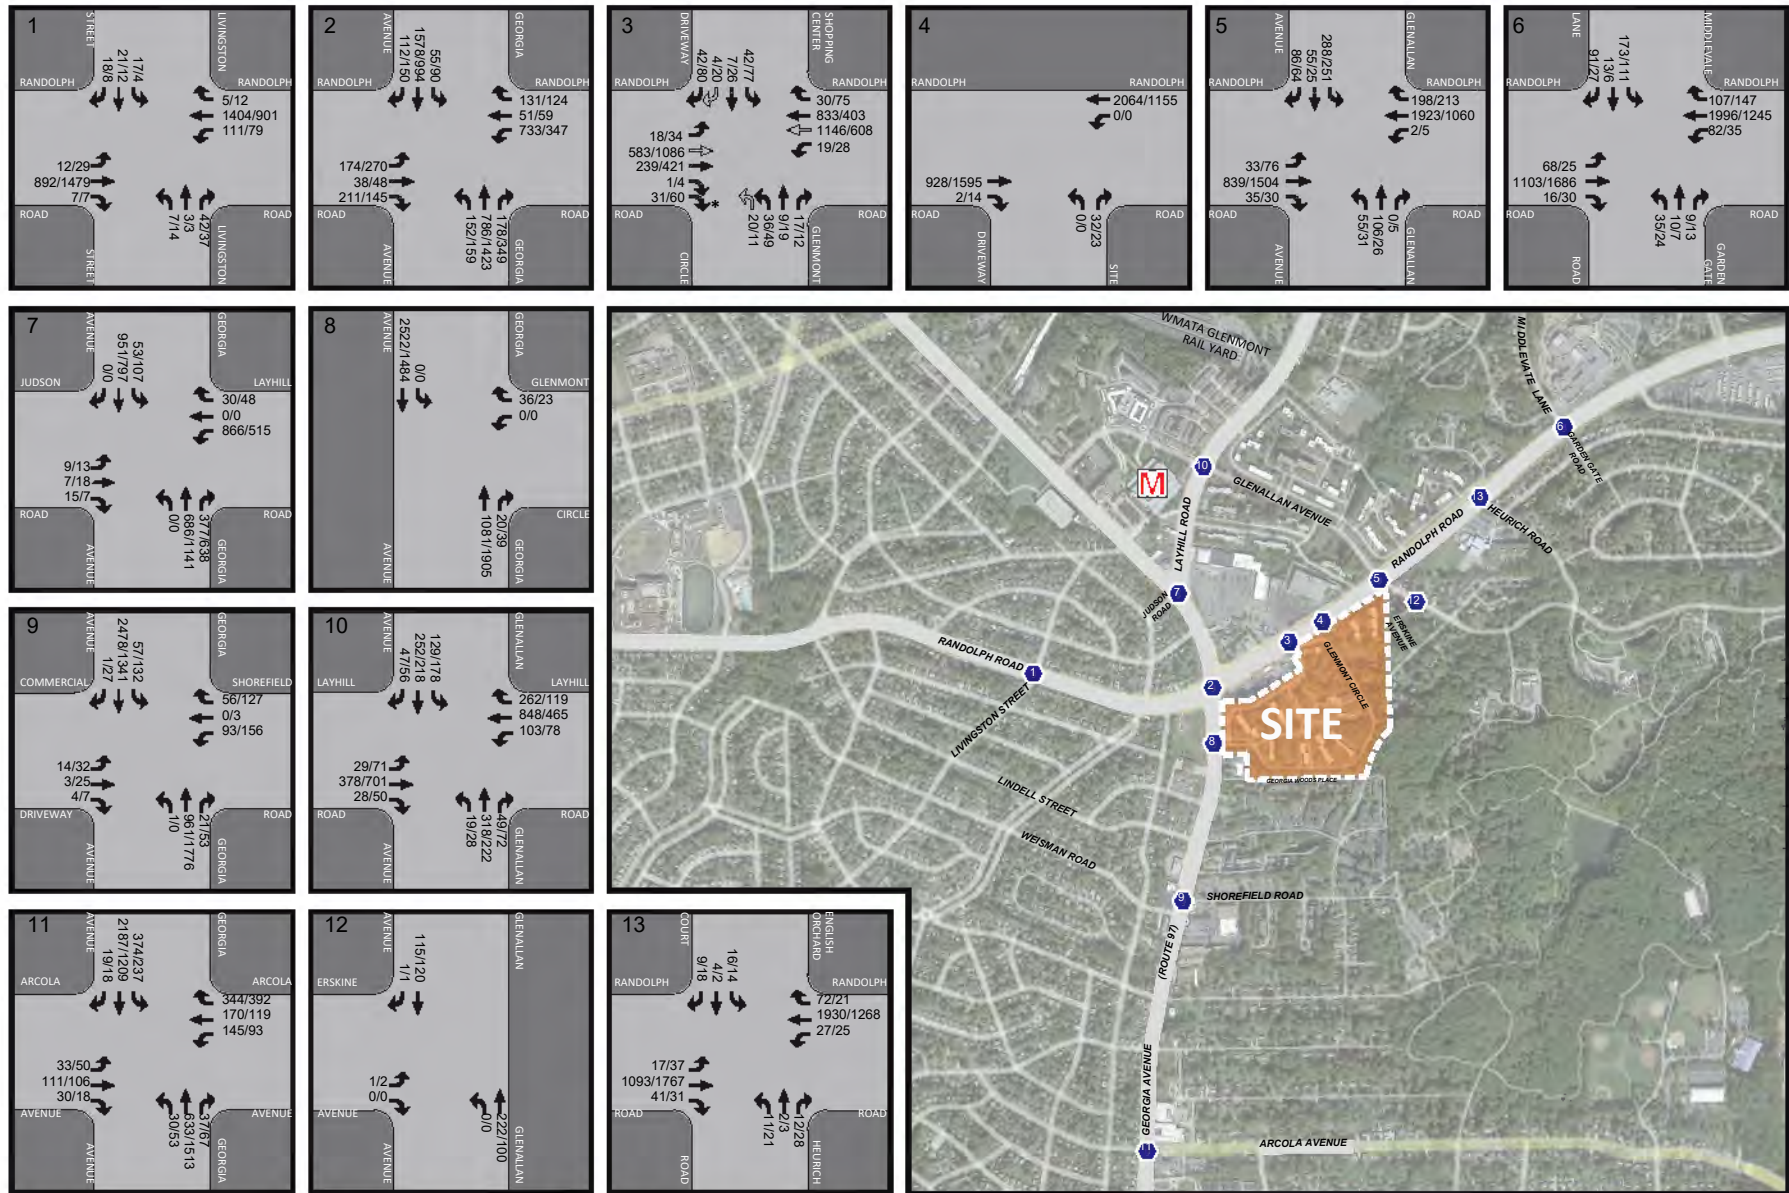 1
STREET
LIVINGSTON
18/8
21/12
17/4
RANDOLPH
RANDOLPH
5/12
1404/901
111/79
12/29
892/1479
7/7
7/14
3/3
42/37
ROAD
ROAD
STREET
LIVINGSTON
2
AVENUE
GEORGIA
112/150
1578/994
55/90
RANDOLPH
RANDOLPH
131/124
51/59
733/347
174/270
38/48
211/145
152/159
786/1423
178/349
ROAD
ROAD
AVENUE
GEORGIA
3
DRIVEWAY
SHOPPING
CENTER
42/80
4/20
7/26
42/77
RANDOLPH
RANDOLPH
30/75
833/403
1146/608
19/28
18/34
583/1086
239/421
1/4
31/60
*
20/11
36/49
9/19
17/12
ROAD
ROAD
CIRCLE
GLENMONT
4
RANDOLPH
RANDOLPH
2064/1155
0/0
928/1595
2/14
0/0
32/23
ROAD
ROAD
DRIVEWAY
SITE
5
AVENUE
GLENALLAN
86/64
55/25
288/251
RANDOLPH
RANDOLPH
198/213
1923/1060
2/5
33/76
839/1504
35/30
55/31
106/26
0/5
ROAD
ROAD
AVENUE
GLENALLAN
6
LANE
MIDDLEVALE
91/27
13/6
173/111
RANDOLPH
RANDOLPH
107/147
1996/1245
82/35
68/25
1103/1686
16/30
35/24
10/7
9/13
ROAD
ROAD
ROAD
GARDEN
GATE
7
AVENUE
GEORGIA
0/0
951/797
53/107
JUDSON
LAYHILL
30/48
0/0
866/515
9/13
7/18
15/7
0/0
686/1141
377/638
ROAD
ROAD
AVENUE
GEORGIA
8
AVENUE
GEORGIA
2522/1484
0/0
GLENMONT
36/23
0/0
1081/1905
20/39
CIRCLE
AVENUE
GEORGIA
9
AVENUE
GEORGIA
1/27
2478/1341
57/132
COMMERCIAL
SHOREFIELD
56/127
0/3
93/156
14/32
3/25
4/7
1/0
961/1776
21/53
DRIVEWAY
ROAD
AVENUE
GEORGIA
10
AVENUE
GLENALLAN
47/56
252/218
129/178
LAYHILL
LAYHILL
262/119
848/465
103/78
29/71
378/701
28/50
19/28
318/222
49/72
ROAD
ROAD
AVENUE
GLENALLAN
11
AVENUE
GEORGIA
19/18
2187/1209
374/237
ARCOLA
ARCOLA
344/392
170/119
145/93
33/50
111/106
30/18
30/53
633/1513
37/67
AVENUE
AVENUE
AVENUE
GEORGIA
12
AVENUE
GLENALLAN
1/1
115/120
ERSKINE
1/2
0/0
0/0
222/100
AVENUE
AVENUE
GLENALLAN
13
COURT
ENGLISH
ORCHARD
9/18
4/2
16/14
RANDOLPH
RANDOLPH
72/21
1930/1268
27/25
17/37
1093/1767
41/31
11/21
2/3
12/28
ROAD
ROAD
ROAD
HEURICH
WMATA GLENMONT
RAIL YARD
MIDDLEVATE LANE
6
GARDEN GATE
ROAD
10
M
GLENALLAN AVENUE
13
HEURICH ROAD
LAYHILL ROAD
RANDOLPH ROAD
5
7
JUDSON
ROAD
12
ERSKINE
AVENUE
4
3
GLENMONT CIRCLE
RANDOLPH ROAD
1
2
LIVINGSTON STREET
SITE
8
GEORGIA WOODS PLACE
LINDELL STREET
WEISMAN ROAD
9
SHOREFIELD ROAD
(ROUTE 97)
GEORGIA AVENUE
11
ARCOLA AVENUE